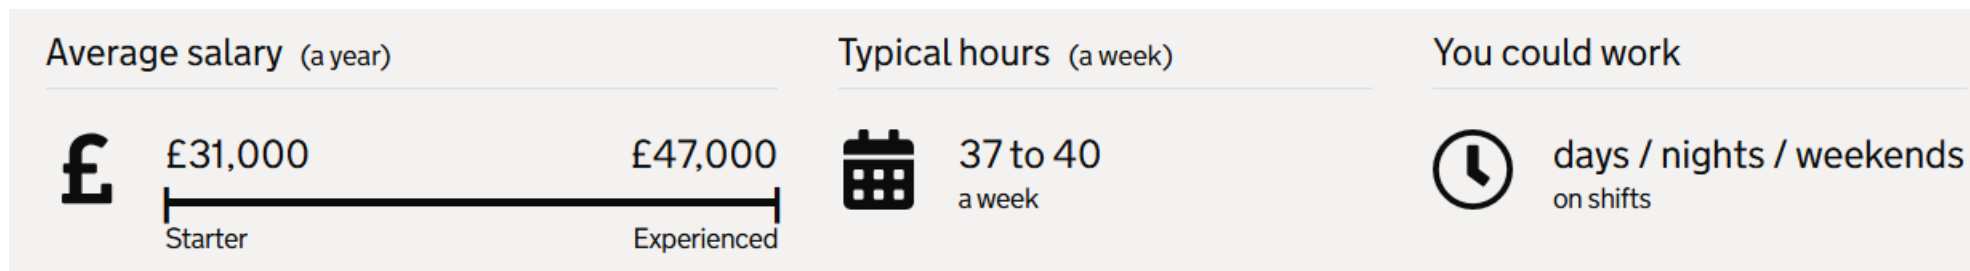 Average salary (a year)
£31,000 £47,000
Starter Experienced
Typical hours (a week)
37 to 40
a week
You could work
days / nights / weekends
on shifts